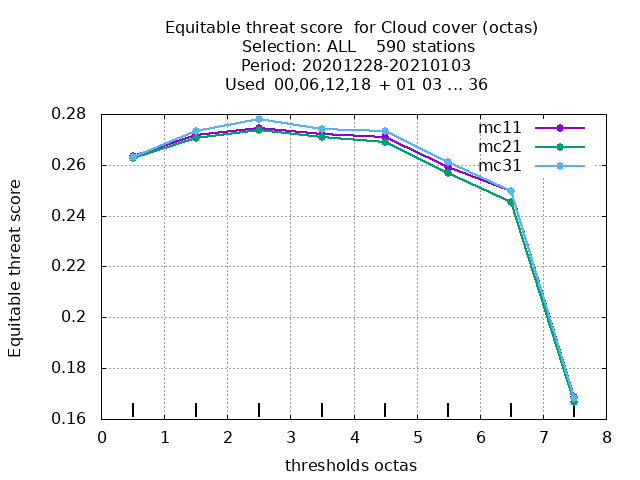 Equitable threat score  for Cloud cover (octas)
Selection: ALL    590 stations
Period: 20201228-20210103
Used  00,06,12,18  + 01 03 ... 36
0.28
0.26
0.24
0.22
0.2
0.18
0.16
Equitable threat score
mc11
mc21
mc31
0 1 2 3 4 5 6 7 8
thresholds octas